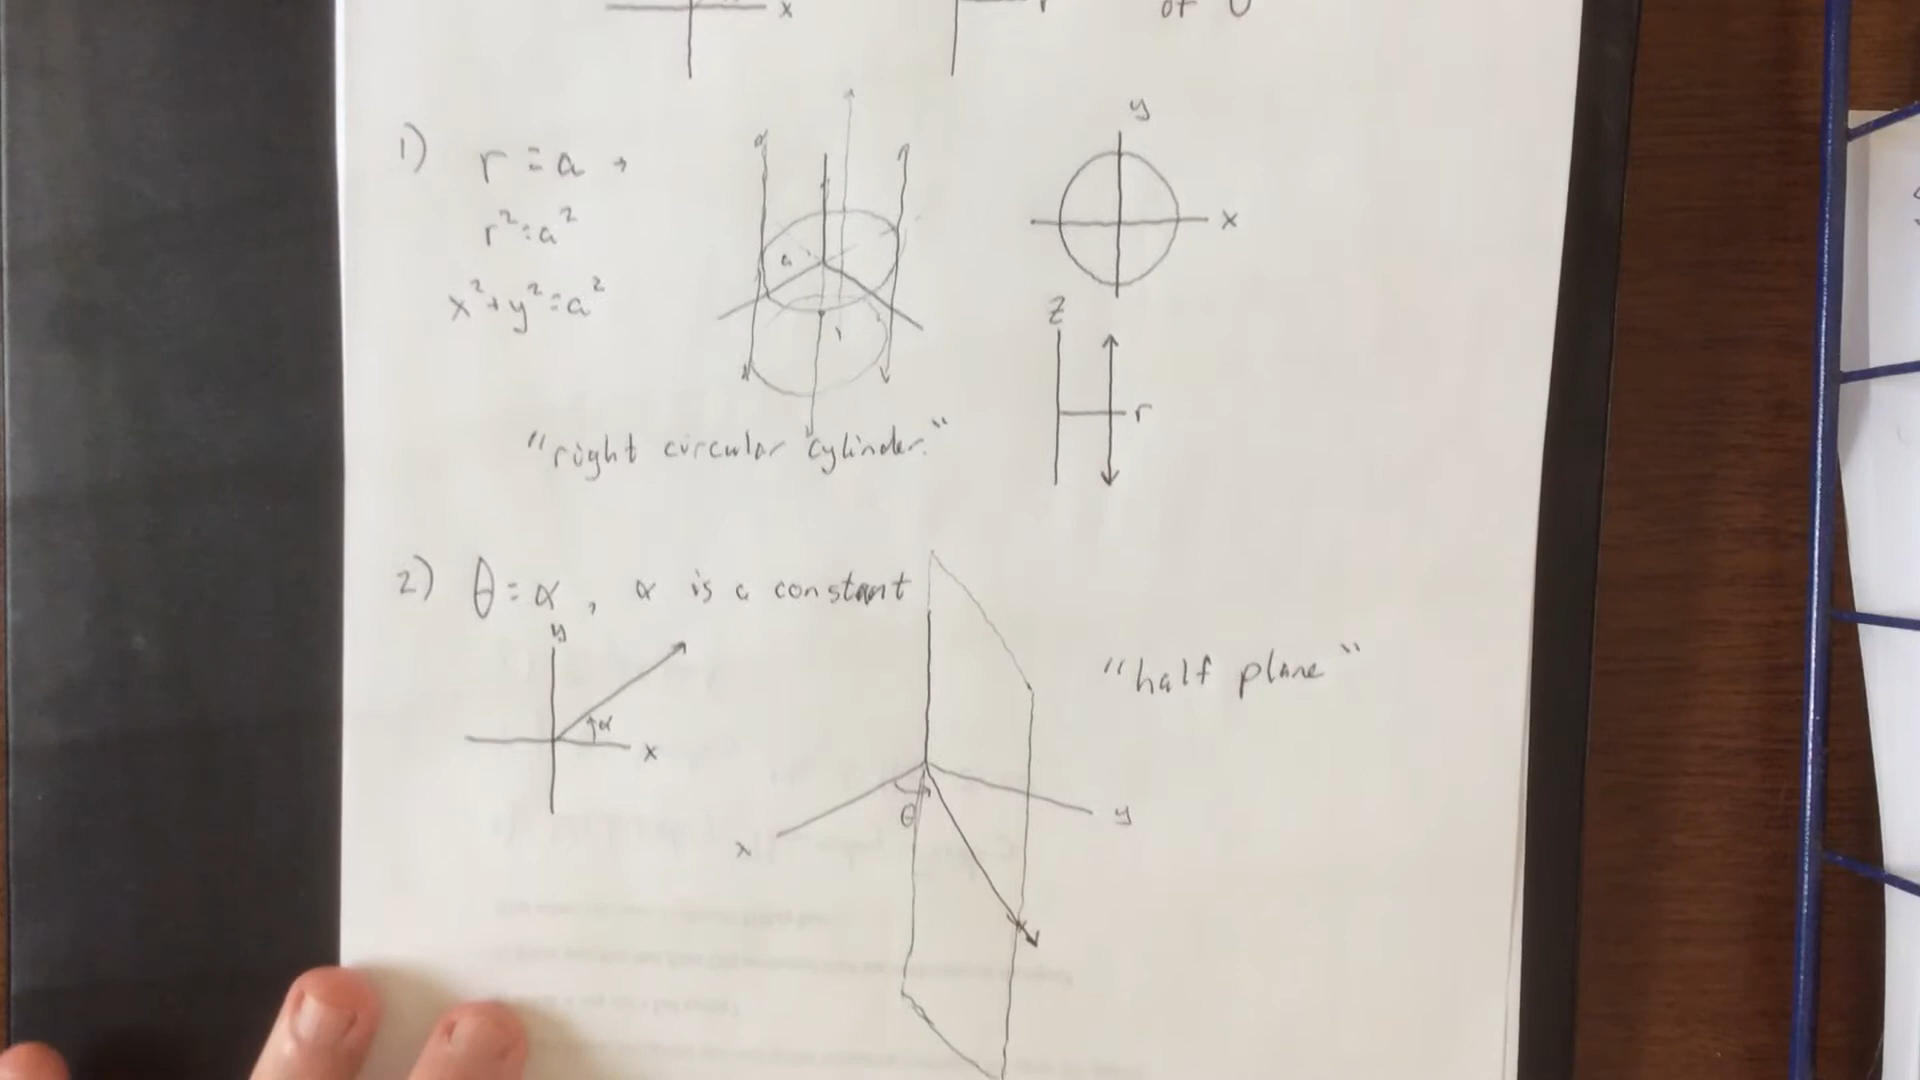 x r of θ
1) r = a
r² = a²
x² + y² = a²
a
y
x
z
r
"right circular cylinder."
2) θ = α, α is a constant
y
α
x
"half plane"
θ
x
y